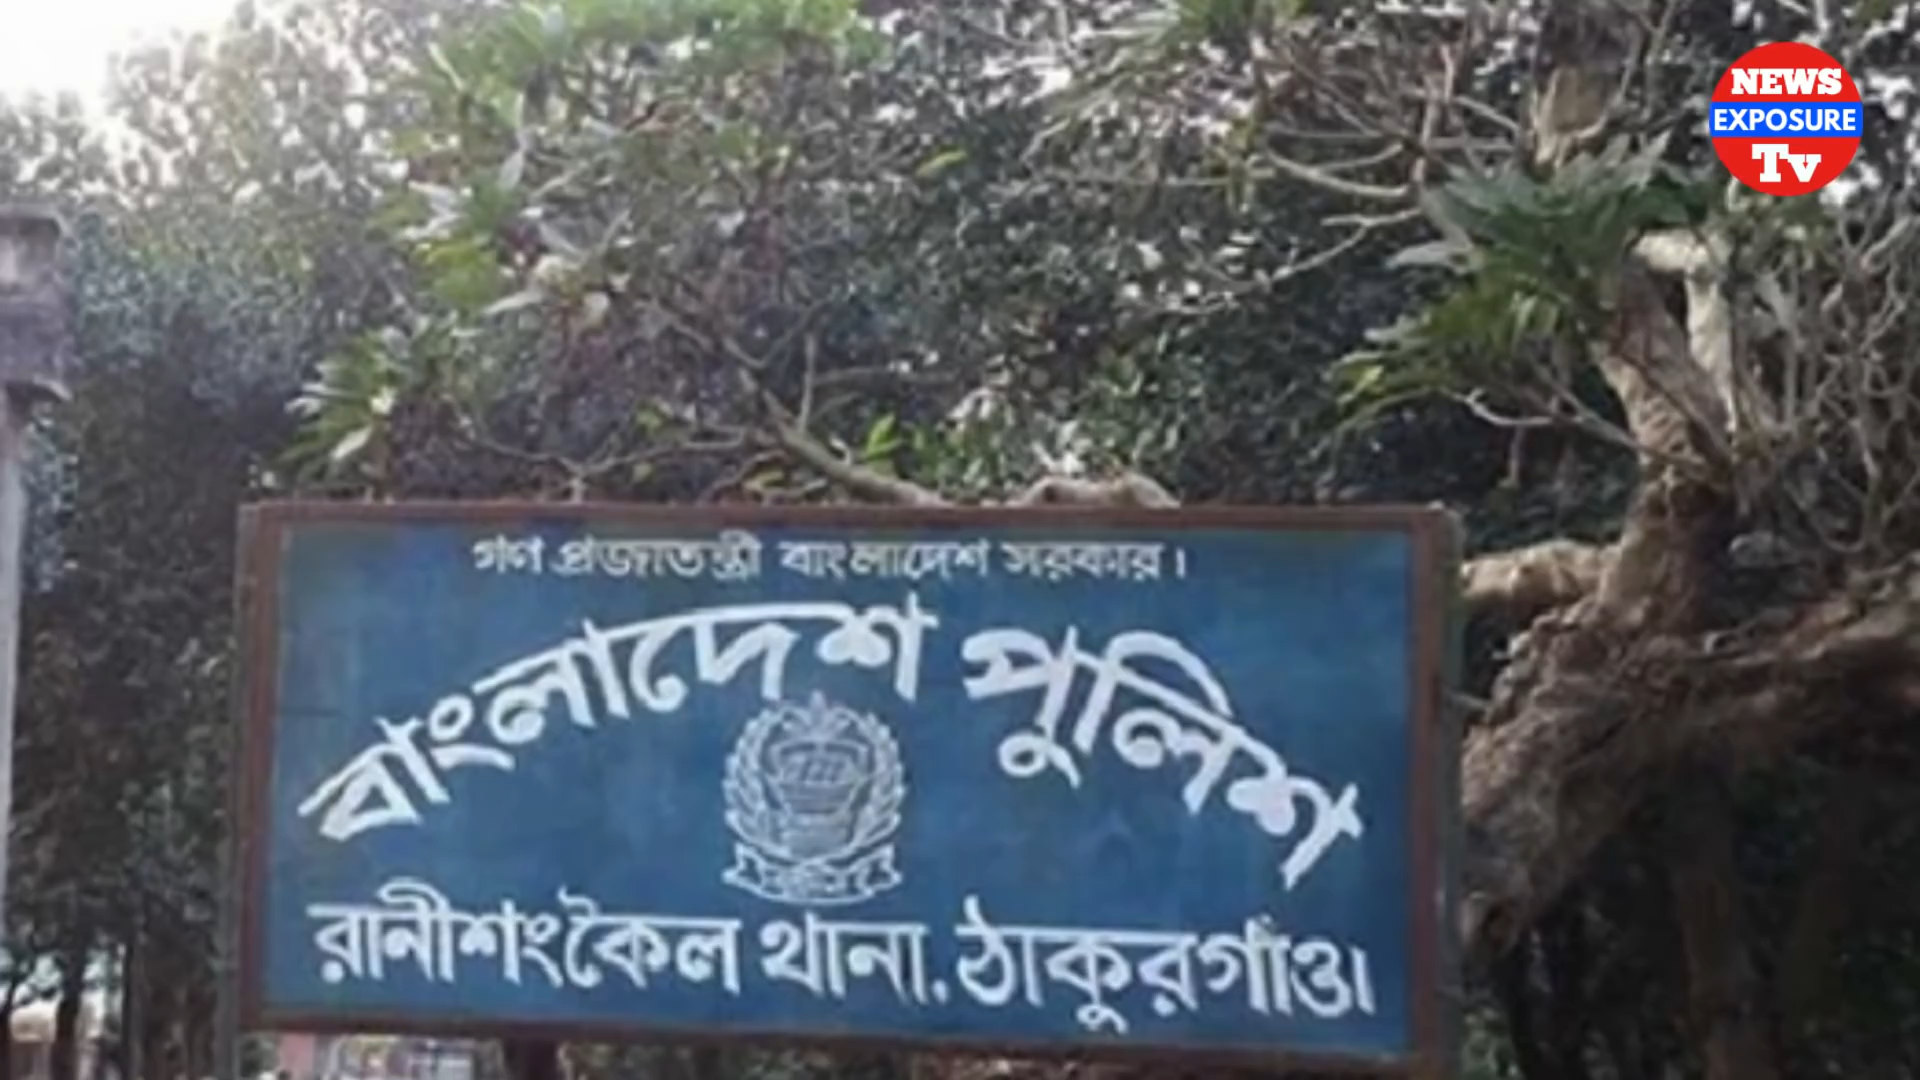 NEWS
EXPOSURE
Tv
গণ প্রজাতন্ত্রী বাংলাদেশ সরকার।
বাংলাদেশ পুলিশ
রানীশংকৈল থানা, ঠাকুরগাঁও।